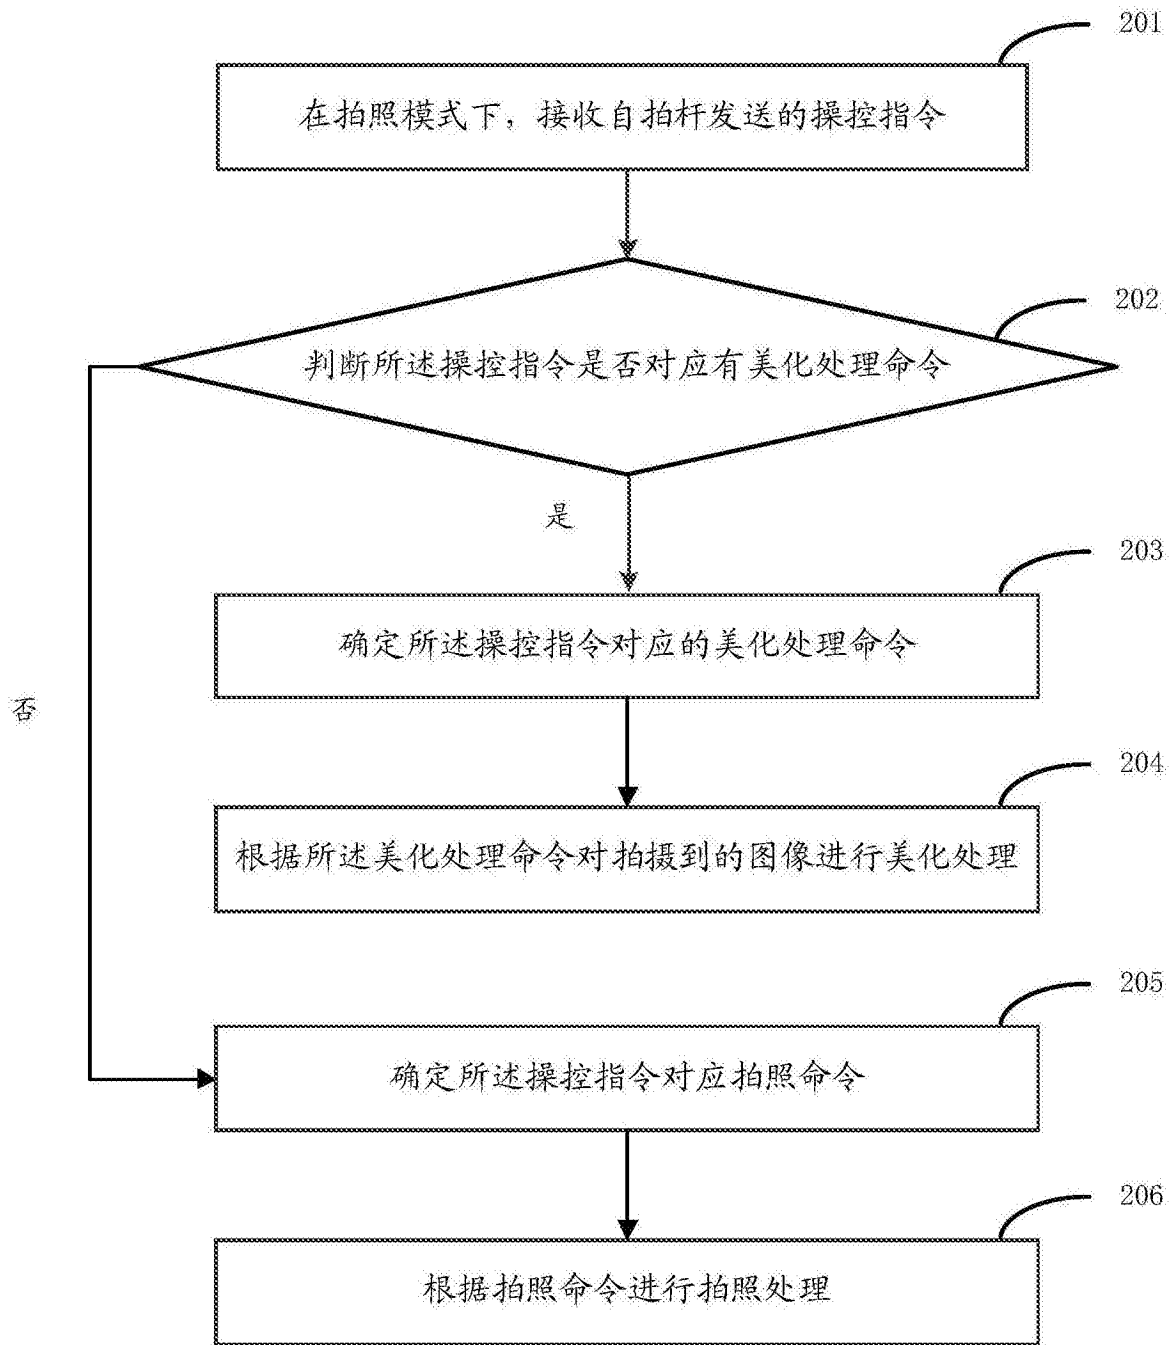 201
在拍照模式下，接收自拍杆发送的操控指令
202
判断所述操控指令是否对应有美化处理命令
是
203
确定所述操控指令对应的美化处理命令
否
204
根据所述美化处理命令对拍摄到的图像进行美化处理
205
确定所述操控指令对应拍照命令
206
根据拍照命令进行拍照处理